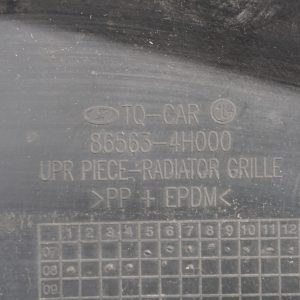 TQ-CAR
86563-4H000
UPR PIECE-RADIATOR GRILLE
>PP + EPDM<
1 2 3 4 5 6 7 8 9 10 11 12
07
08
09